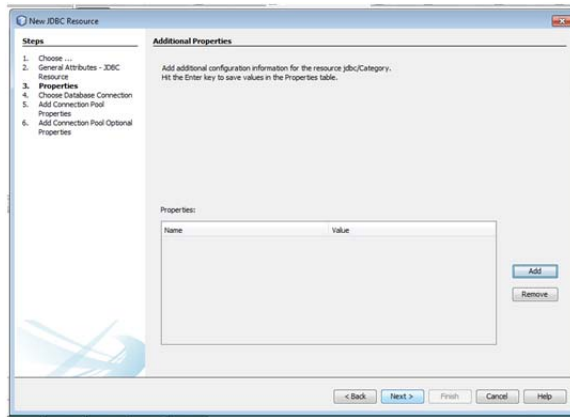 New JDBC Resource
Steps
1. Choose ...
2. General Attributes - JDBC
Resource
3. Properties
4. Choose Database Connection
5. Add Connection Pool
Properties
6. Add Connection Pool Optional
Properties
Additional Properties
Add additional configuration information for the resource jdbc/Category.
Hit the Enter key to save values in the Properties table.
Properties:
Name Value
Add
Remove
< Back Next > Finish Cancel Help